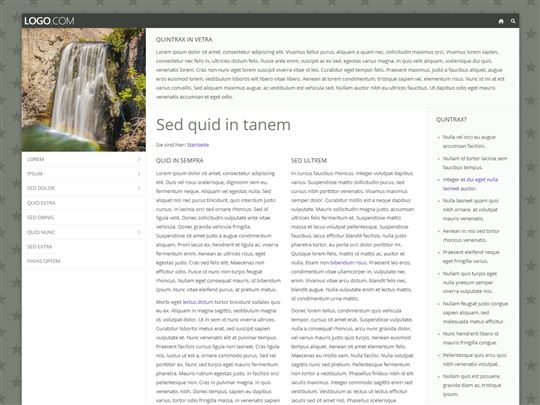 LOGO.COM
QUINTRAX IN VETRA
Lorem ipsum dolor sit amet, consectetur adipiscing elit. Vivamus tellus purus, aliquam a quam nec, sollicitudin maximus orci. Vivamus lorem sapien,
consectetur nec felis in, ultricies dictum felis. Fusce ante enim, suscipit ac ex sed, egestas varius magna. In quis velit aliquam, scelerisque dui quis,
venenatis lorem. Cras non nunc eget lorem suscipit viverra vitae id leo. Curabitur eget tempor felis. Praesent maximus, justo a faucibus aliquet, augue
eros euismod lorem, vestibulum lobortis elit libero vitae libero. Aenean at condimentum lorem, tristique sapien vel, elementum risus. Nunc id mi at est
varius convallis. Sed aliquam maximus augue, ac vestibulum est vehicula sed. Nullam auctor nibh eu ultrices faucibus. Ut dapibus odio eget mauris
venenatis congue. Aenean ut egestas ex, et eget odio.
LOREM
IPSUM
SED DOLOR
QUID EXTRA
SED OMNIS
QUID NUNC
SED EXTRA
FINIAS OPTEM
Sed quid in tanem
Sie sind hier: Startseite
QUID IN SEMPRA
Lorem ipsum dolor sit amet, consectetur adipiscing
elit. Duis vel risus scelerisque, dignissim sem eu,
fermentum neque. Aliquam vel egestas nulla. Sed
aliquet nisl nec purus tincidunt, quis interdum justo
cursus. In lacinia orci sed ornare rhoncus. Sed id
ligula velit. Donec sollicitudin vulputate ante vitae
vehicula. Donec gravida vehicula fringilla.
Suspendisse sit amet justo a augue condimentum
aliquam. Proin lacus ex, hendrerit et ligula ac, viverra
fermentum enim. Aenean ac ultrices risus, eget
egestas justo. Cras sed felis elit. Maecenas non
efficitur odio. Fusce id nunc non turpis feugiat
rhoncus. Nullam eget consequat mauris, id bibendum
ipsum. Nunc vitae eleifend purus, at pretium metus.
Morbi eget lectus dictum tortor tincidunt sodales quis
eu ex. Aliquam in magna sagittis, vestibulum magna
id, volutpat dolor. Ut in sem id nunc viverra ultrices.
Curabitur lobortis metus erat, sed suscipit sapien
vulputate et. Nunc venenatis elit at pulvinar tempus.
Praesent facilisis cursus ligula non laoreet. Cras ligula
nisi, luctus ut est a, ornare commodo purus. Sed vel
porttitor ex. Nunc sed turpis eget mauris fermentum
pharetra. Mauris rutrum magna justo, in facilisis orci
pellentesque non. Cras in pulvinar magna. In quis
venenatis nibh. Donec tempus, sapien eu dapibus
varius, tortor odio fringilla massa, in venenatis sapien
SED ULTREM
In cursus faucibus rhoncus. Integer volutpat dapibus
varius. Suspendisse mattis sollicitudin purus, sed
cursus nibh porttitor venenatis. Vivamus maximus
semper dolor. Curabitur mollis est a neque dapibus
vulputate. Mauris sollicitudin magna justo, accumsan
ultricies felis fermentum et. Suspendisse potenti.
Suspendisse faucibus, tortor vel suscipit efficitur,
faucibus, lacus efficitur blandit facilisis, nulla justo
pharetra tortor, eu porta orci dolor porttitor mi.
Quisque lorem felis, mattis id mattis ac, auctor et
nulla. Etiam non bibendum risus. Praesent leo eros,
condimentum vitae ullamcorper in, vulputate nec
enim. Vivamus vitae arcu dictum, blandit felis nec,
blandit augue. Nulla vulputate enim et lectus mattis,
id condimentum urna mattis.
Donec lorem tellus, condimentum quis vehicula
tempor, cursus sit amet erat. Suspendisse vulputate,
nulla a consequat rhoncus, arcu nunc gravida dolor,
vel varius mauris justo quis turpis. Aenean euismod
tempus aliquet. Aenean sit amet elementum felis.
Maecenas eu mollis sem. Nulla facilisi. Nulla volutpat
sagittis nunc sed tincidunt. Pellentesque fermentum
non tortor a vestibulum. Phasellus finibus nibh id elit
iaculis maximus. Integer commodo sagittis enim sed
vestibulum. Vestibulum ac lectus elementum tortor
iaculis sed ut sit amet nisl. Phasellus scelerisque
QUNTRAX?
Nulla vel orci eu augue
accumsan facilisis.
Nullam id tortor lacinia sem
faucibus tempus.
Integer et dui eget nulla
laoreet auctor.
Nulla laoreet quam quis
nibh ornare, at volutpat
mauris venenatis.
Aenean in nisi sed tortor
rhoncus venenatis.
Praesent eleifend neque
eget fringilla varius.
Nullam quis turpis eget
nulla pretium semper
viverra vulputate nisi.
Nullam feugiat justo congue
sapien aliquam, sed
malesuada metus efficitur.
Nunc hendrerit libero id
mauris fringilla congue.
Pellentesque quis arcu quis
nibh venenatis volutpat.
Nullam quis est posuere,
gravida diam ac, tristique
ipsum.